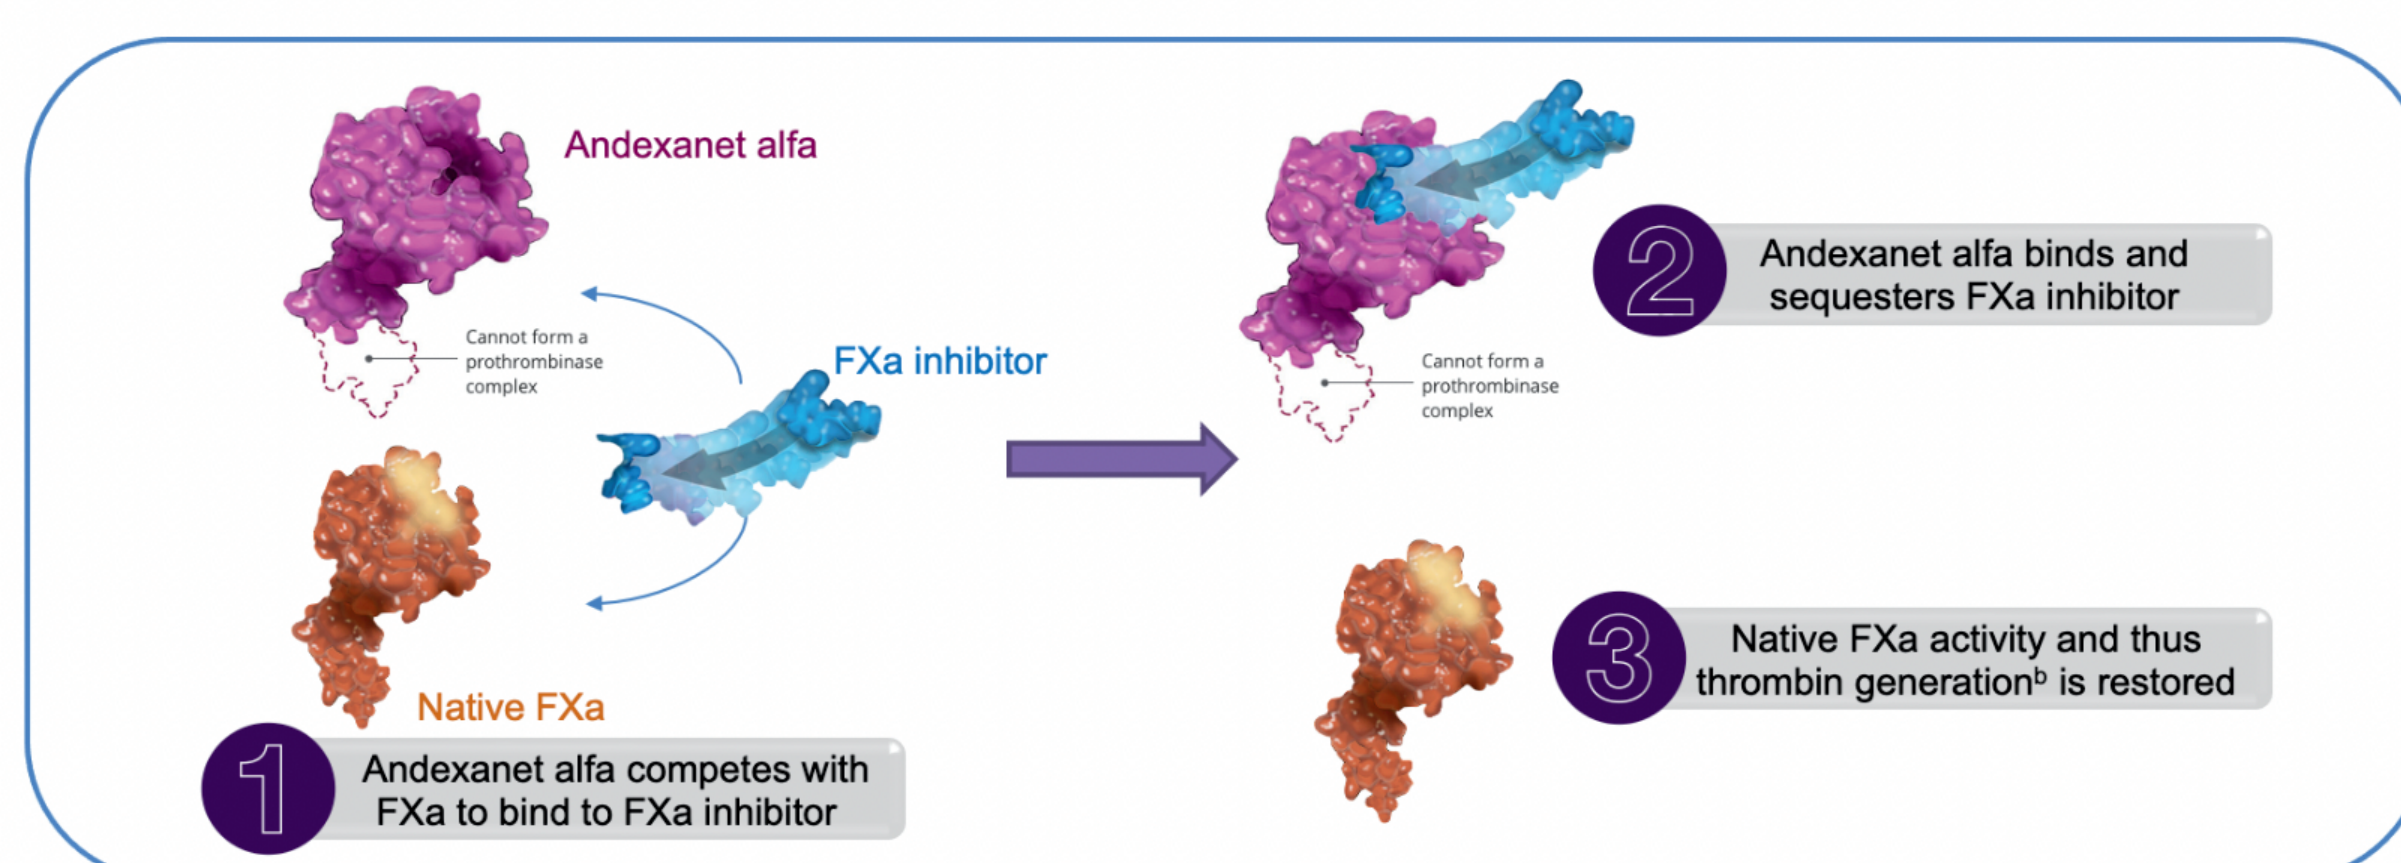 Andexanet alfa
Cannot form a
prothrombinase
complex
FXa inhibitor
Native FXa
1
Andexanet alfa competes with
FXa to bind to FXa inhibitor
2
Andexanet alfa binds and
sequesters FXa inhibitor
Cannot form a
prothrombinase
complex
3
Native FXa activity and thus
thrombin generationᵇ is restored